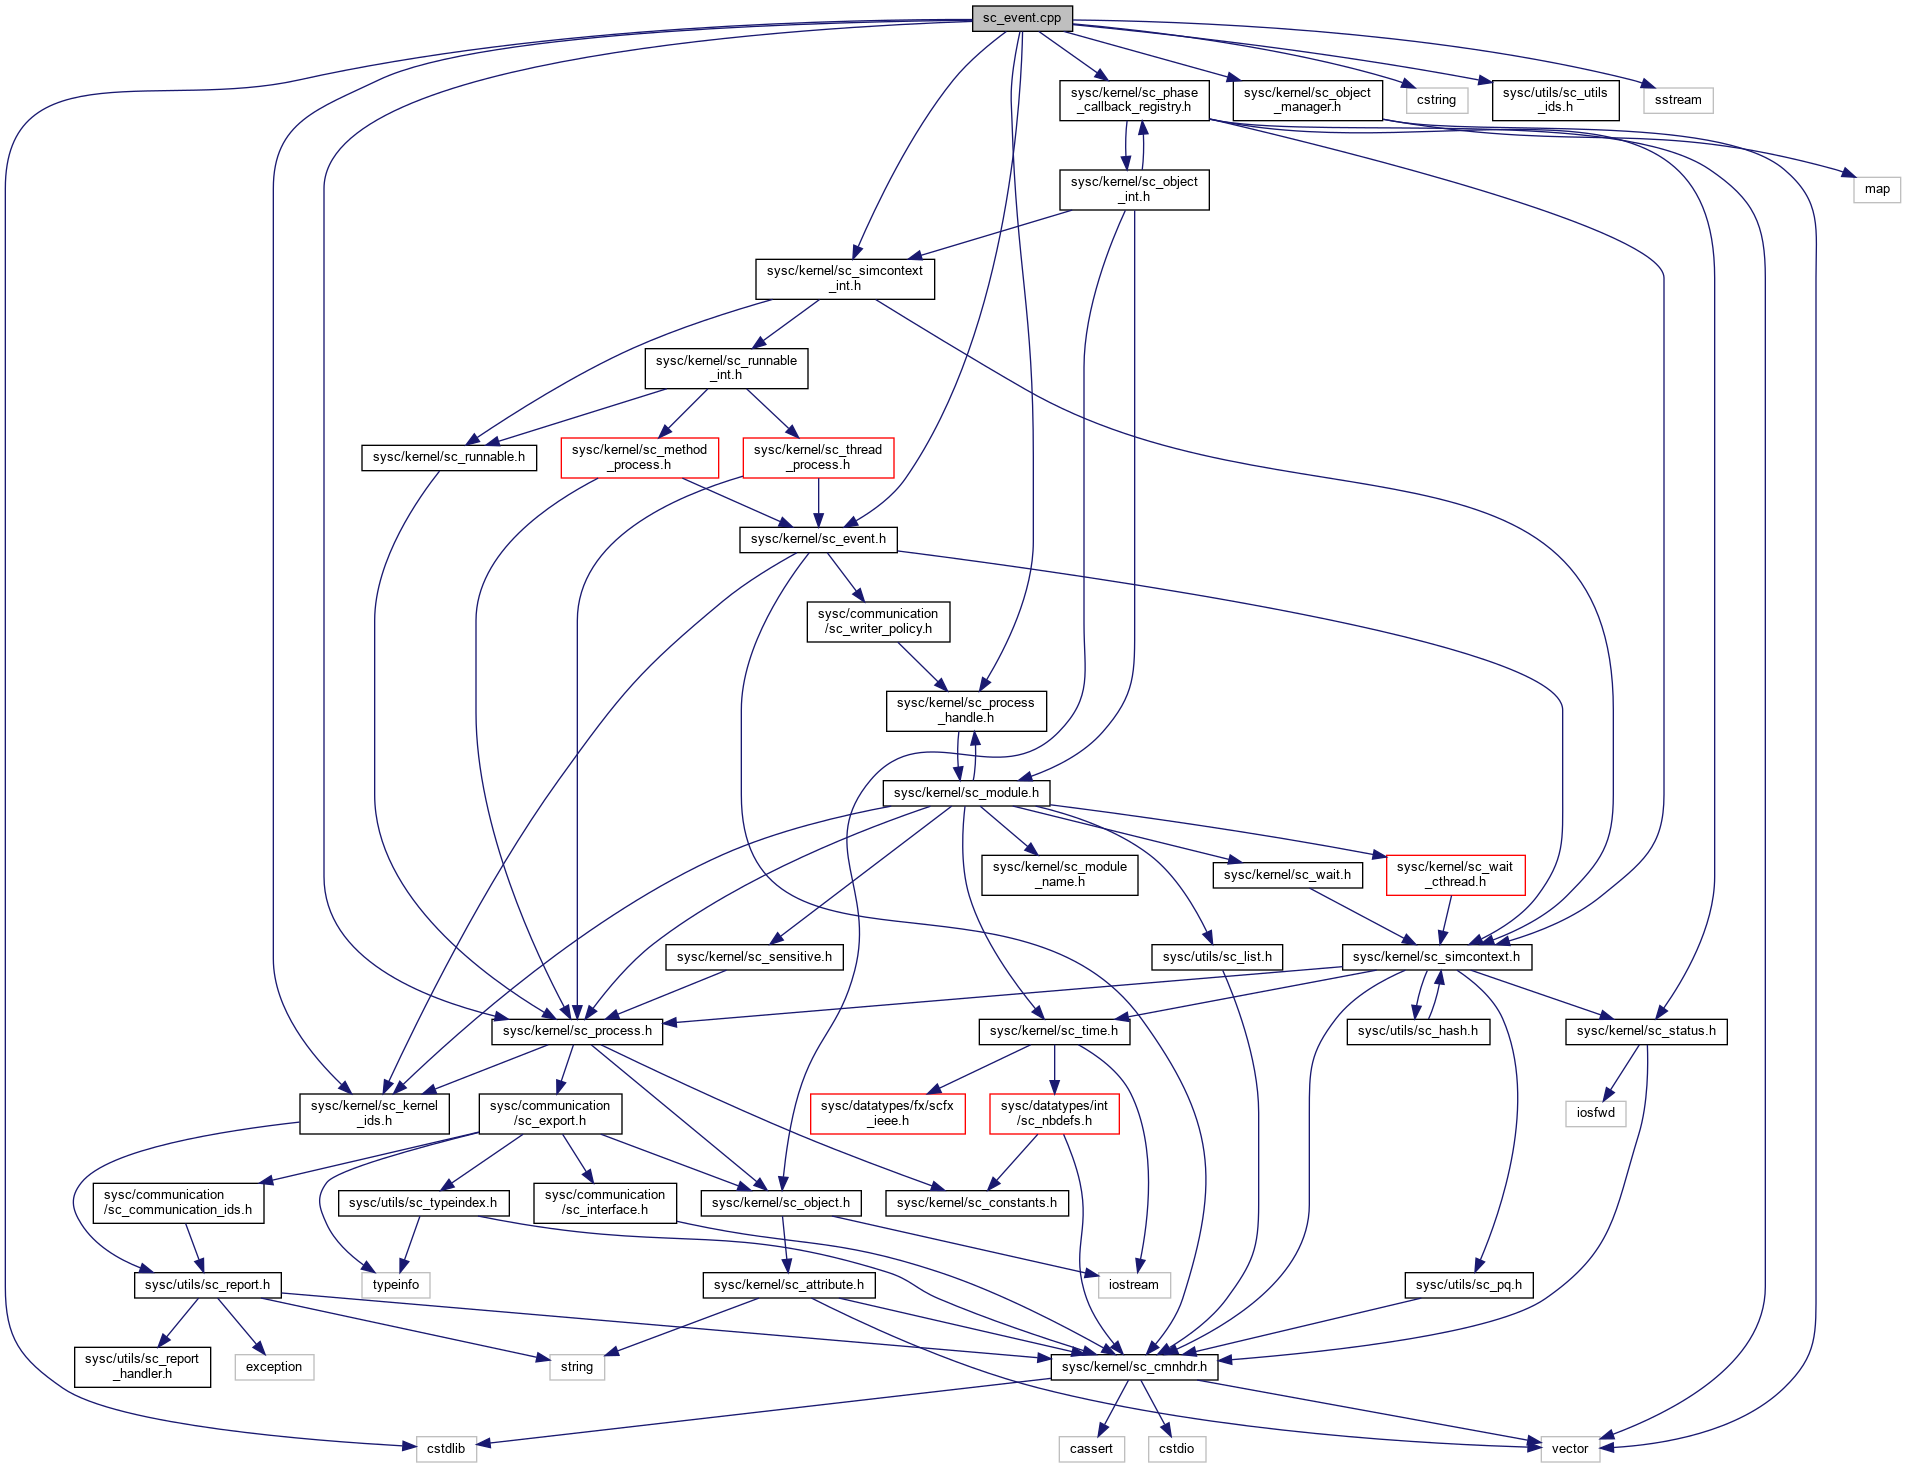 sc_event.cpp
sysc/kernel/sc_phase
_callback_registry.h
sysc/kernel/sc_object
_manager.h
cstring
sysc/utils/sc_utils
_ids.h
sstream
sysc/kernel/sc_object
_int.h
map
sysc/kernel/sc_simcontext
_int.h
sysc/kernel/sc_runnable
_int.h
sysc/kernel/sc_runnable.h
sysc/kernel/sc_method
_process.h
sysc/kernel/sc_thread
_process.h
sysc/kernel/sc_event.h
sysc/communication
/sc_writer_policy.h
sysc/kernel/sc_process
_handle.h
sysc/kernel/sc_module.h
sysc/kernel/sc_module
_name.h
sysc/kernel/sc_wait.h
sysc/kernel/sc_wait
_cthread.h
sysc/kernel/sc_sensitive.h
sysc/utils/sc_list.h
sysc/kernel/sc_simcontext.h
sysc/kernel/sc_process.h
sysc/kernel/sc_time.h
sysc/utils/sc_hash.h
sysc/kernel/sc_status.h
sysc/kernel/sc_kernel
_ids.h
sysc/communication
/sc_export.h
sysc/datatypes/fx/scfx
_ieee.h
sysc/datatypes/int
/sc_nbdefs.h
iosfwd
sysc/communication
/sc_communication_ids.h
sysc/utils/sc_typeindex.h
sysc/communication
/sc_interface.h
sysc/kernel/sc_object.h
sysc/kernel/sc_constants.h
sysc/utils/sc_report.h
typeinfo
sysc/kernel/sc_attribute.h
iostream
sysc/utils/sc_pq.h
sysc/utils/sc_report
_handler.h
exception
string
sysc/kernel/sc_cmnhdr.h
cstdlib
cassert
cstdio
vector